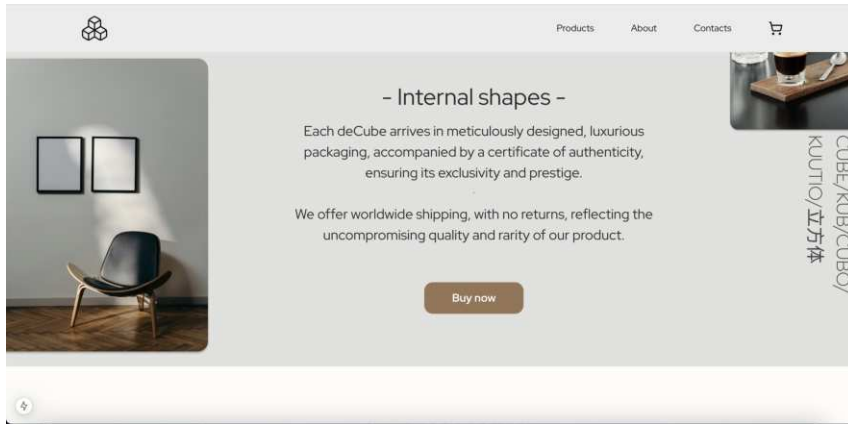 Products
About
Contacts
- Internal shapes -
Each deCube arrives in meticulously designed, luxurious
packaging, accompanied by a certificate of authenticity,
ensuring its exclusivity and prestige.
We offer worldwide shipping, with no returns, reflecting the
uncompromising quality and rarity of our product.
Buy now
CUBE/KUB/CUBO/
KUUTIO/立方体